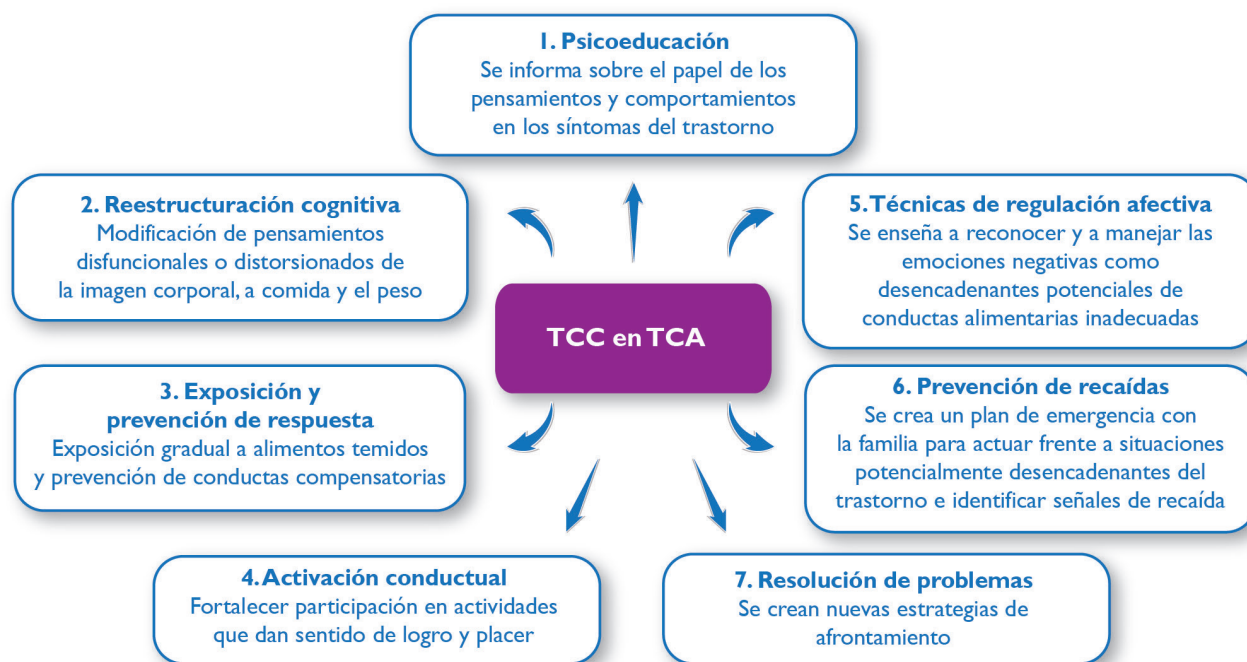 1. Psicoeducación
Se informa sobre el papel de los
pensamientos y comportamientos
en los síntomas del trastorno
2. Reestructuración cognitiva
Modificación de pensamientos
disfuncionales o distorsionados de
la imagen corporal, a comida y el peso
3. Exposición y
prevención de respuesta
Exposición gradual a alimentos temidos
y prevención de conductas compensatorias
4. Activación conductual
Fortalecer participación en actividades
que dan sentido de logro y placer
TCC en TCA
5. Técnicas de regulación afectiva
Se enseña a reconocer y a manejar las
emociones negativas como
desencadenantes potenciales de
conductas alimentarias inadecuadas
6. Prevención de recaídas
Se crea un plan de emergencia con
la familia para actuar frente a situaciones
potencialmente desencadenantes del
trastorno e identificar señales de recaída
7. Resolución de problemas
Se crean nuevas estrategias de
afrontamiento